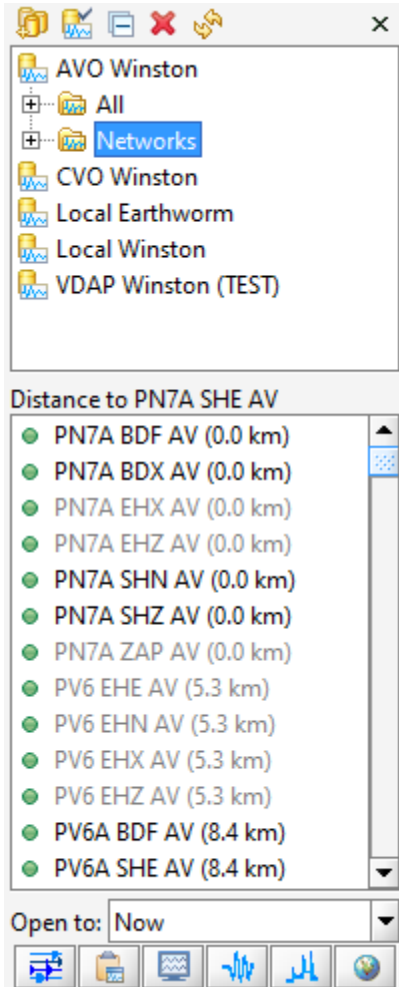 AVO Winston
All
Networks
CVO Winston
Local Earthworm
Local Winston
VDAP Winston (TEST)
Distance to PN7A SHE AV
PN7A BDF AV (0.0 km)
PN7A BDX AV (0.0 km)
PN7A EHX AV (0.0 km)
PN7A EHZ AV (0.0 km)
PN7A SHN AV (0.0 km)
PN7A SHZ AV (0.0 km)
PN7A ZAP AV (0.0 km)
PV6 EHE AV (5.3 km)
PV6 EHN AV (5.3 km)
PV6 EHX AV (5.3 km)
PV6 EHZ AV (5.3 km)
PV6A BDF AV (8.4 km)
PV6A SHE AV (8.4 km)
Open to: Now